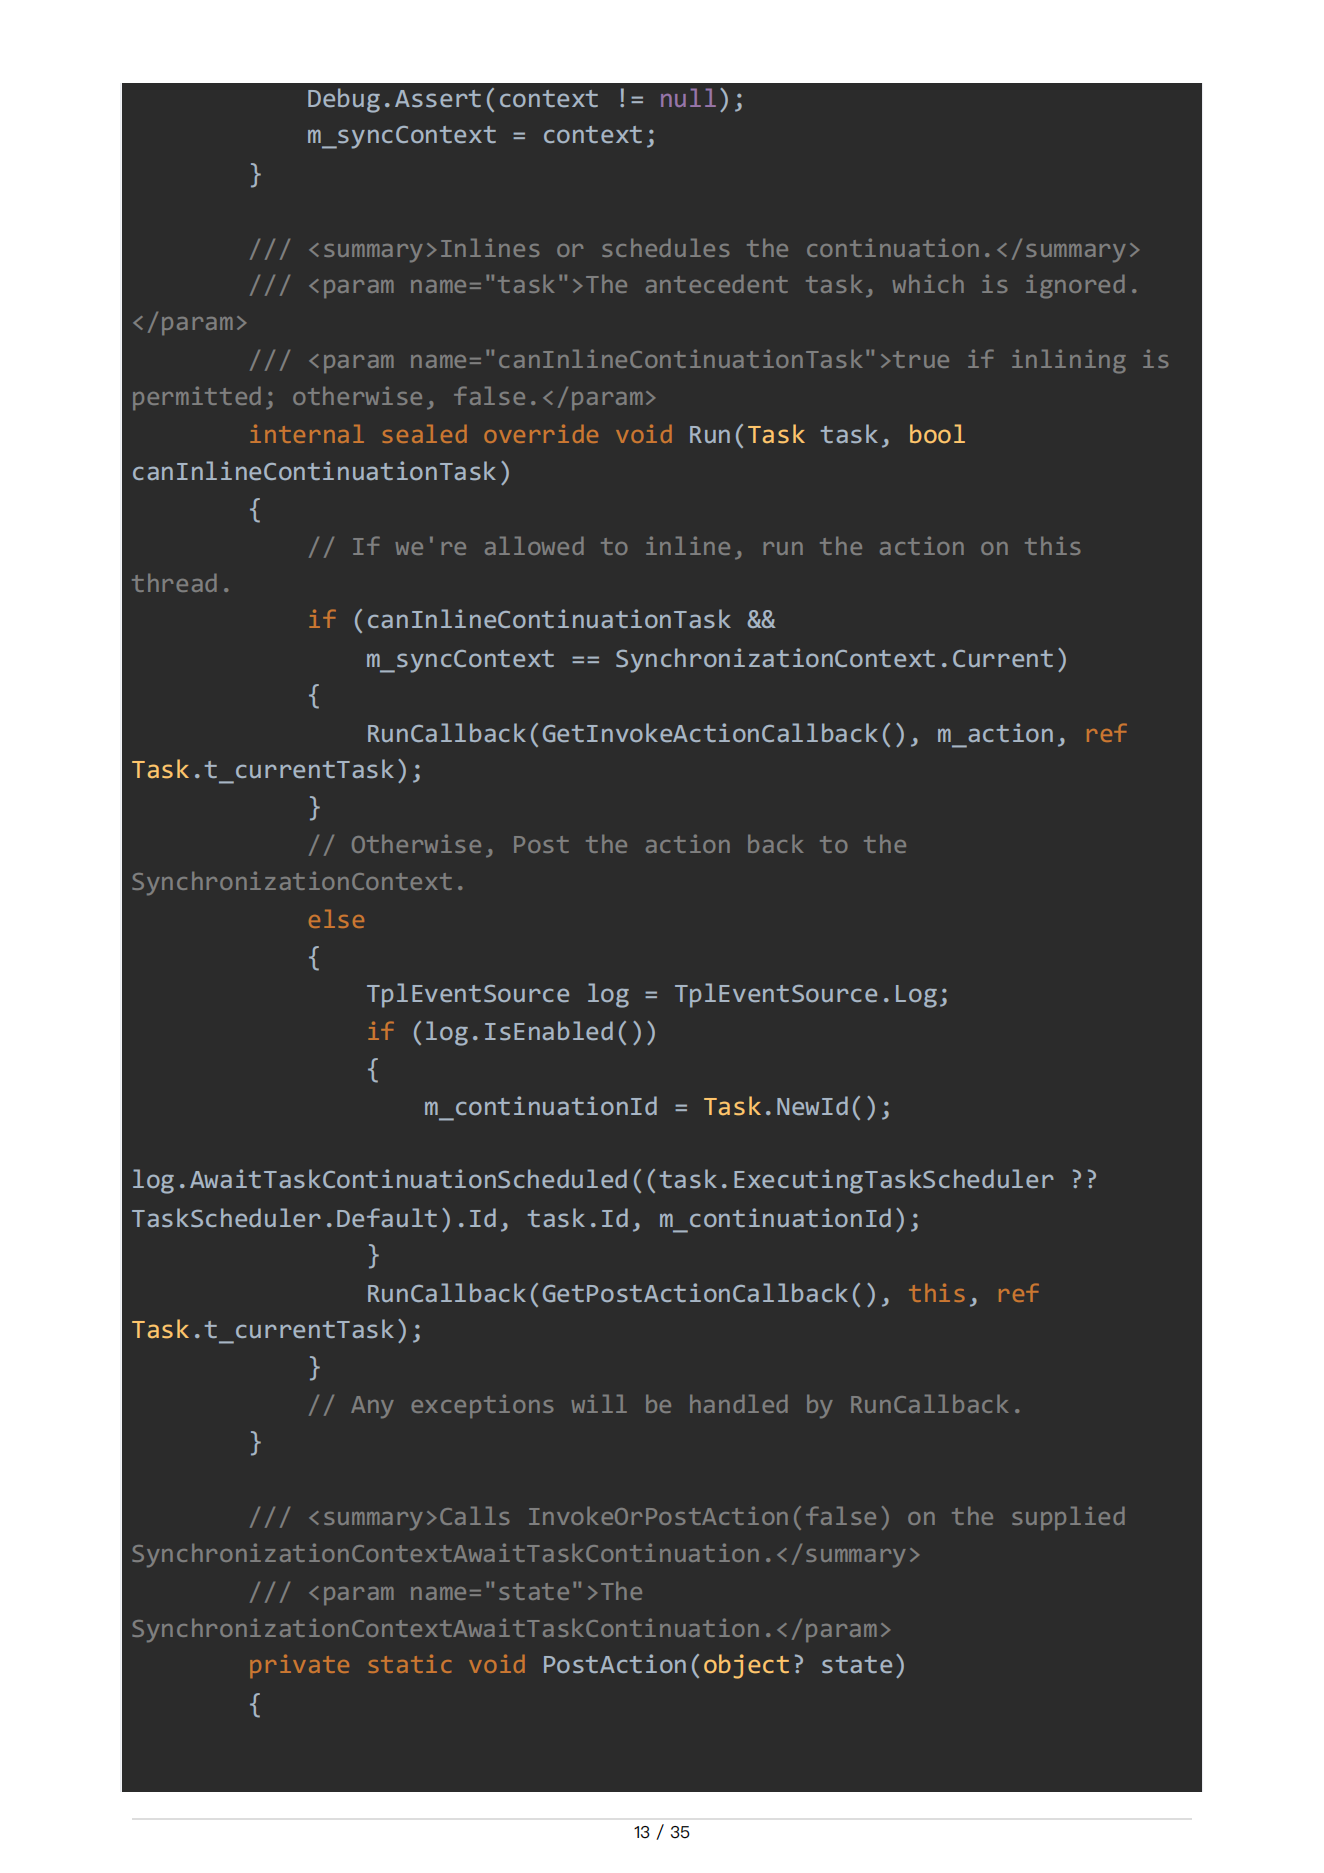 Debug.Assert(context != null);
            m_syncContext = context;
        }

        /// <summary>Inlines or schedules the continuation.</summary>
        /// <param name="task">The antecedent task, which is ignored.
</param>
        /// <param name="canInlineContinuationTask">true if inlining is
permitted; otherwise, false.</param>
        internal sealed override void Run(Task task, bool
canInlineContinuationTask)
        {
            // If we're allowed to inline, run the action on this
thread.
            if (canInlineContinuationTask &&
                m_syncContext == SynchronizationContext.Current)
            {
                RunCallback(GetInvokeActionCallback(), m_action, ref
Task.t_currentTask);
            }
            // Otherwise, Post the action back to the
SynchronizationContext.
            else
            {
                TplEventSource log = TplEventSource.Log;
                if (log.IsEnabled())
                {
                    m_continuationId = Task.NewId();

log.AwaitTaskContinuationScheduled((task.ExecutingTaskScheduler ??
TaskScheduler.Default).Id, task.Id, m_continuationId);
                }
                RunCallback(GetPostActionCallback(), this, ref
Task.t_currentTask);
            }
            // Any exceptions will be handled by RunCallback.
        }

        /// <summary>Calls InvokeOrPostAction(false) on the supplied
SynchronizationContextAwaitTaskContinuation.</summary>
        /// <param name="state">The
SynchronizationContextAwaitTaskContinuation.</param>
        private static void PostAction(object? state)
        {
13 / 35